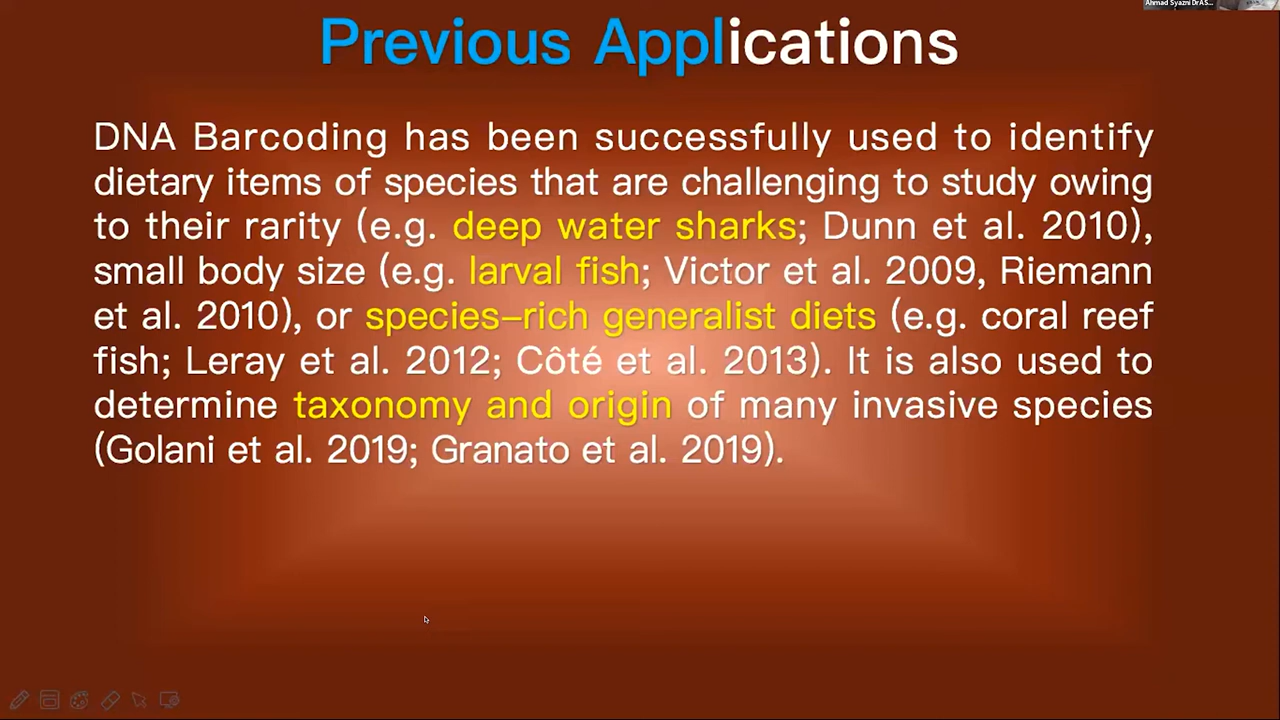 Ahmad Syazni DrAS...
Previous Applications
DNA Barcoding has been successfully used to identify
dietary items of species that are challenging to study owing
to their rarity (e.g. deep water sharks; Dunn et al. 2010),
small body size (e.g. larval fish; Victor et al. 2009, Riemann
et al. 2010), or species–rich generalist diets (e.g. coral reef
fish; Leray et al. 2012; Côté et al. 2013). It is also used to
determine taxonomy and origin of many invasive species
(Golani et al. 2019; Granato et al. 2019).